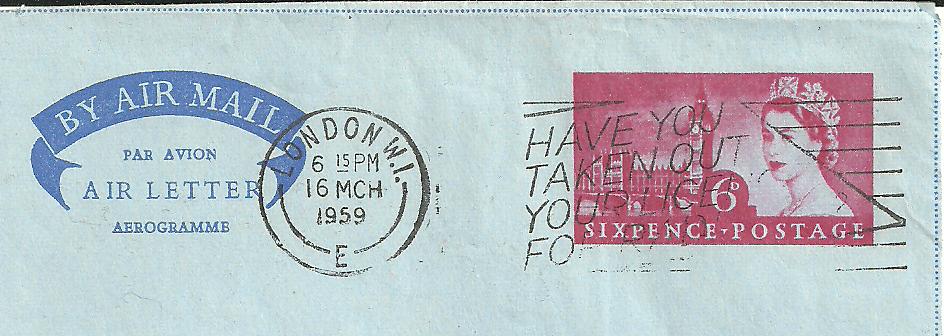 BY AIR MAIL
PAR AVION
AIR LETTER
AEROGRAMME
LONDON.W.1.
6 15 PM
16 MCH
1959
E
HAVE YOU
TAKEN OUT
YOUR
6D
SIXPENCE·POSTAGE